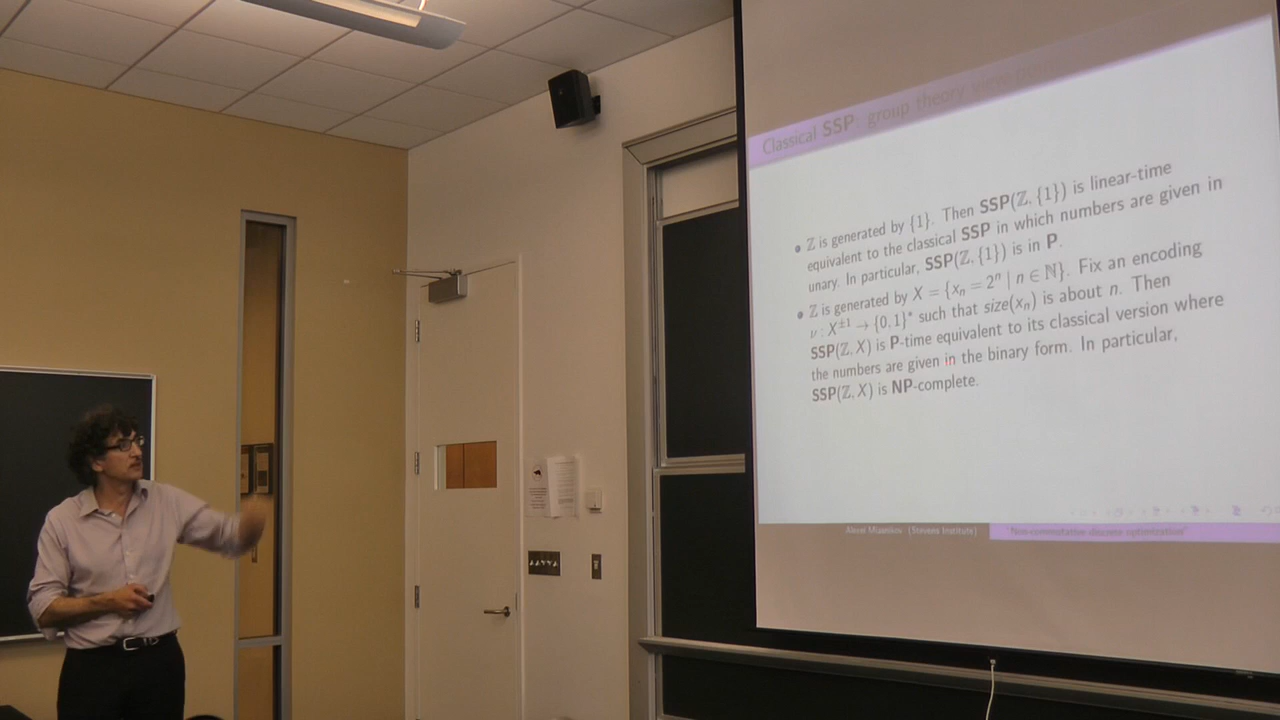 Classical SSP: group theory view point
• ℤ is generated by {1}. Then SSP(ℤ, {1}) is linear-time
equivalent to the classical SSP in which numbers are given in
unary. In particular, SSP(ℤ, {1}) is in P.
• ℤ is generated by X = {xₙ = 2ⁿ | n ∈ ℕ}. Fix an encoding
ν : X^{±1} → {0, 1}* such that size(xₙ) is about n. Then
SSP(ℤ, X) is P-time equivalent to its classical version where
the numbers are given in the binary form. In particular,
SSP(ℤ, X) is NP-complete.
(Stevens Institute) "Non-commutative discrete optimization"